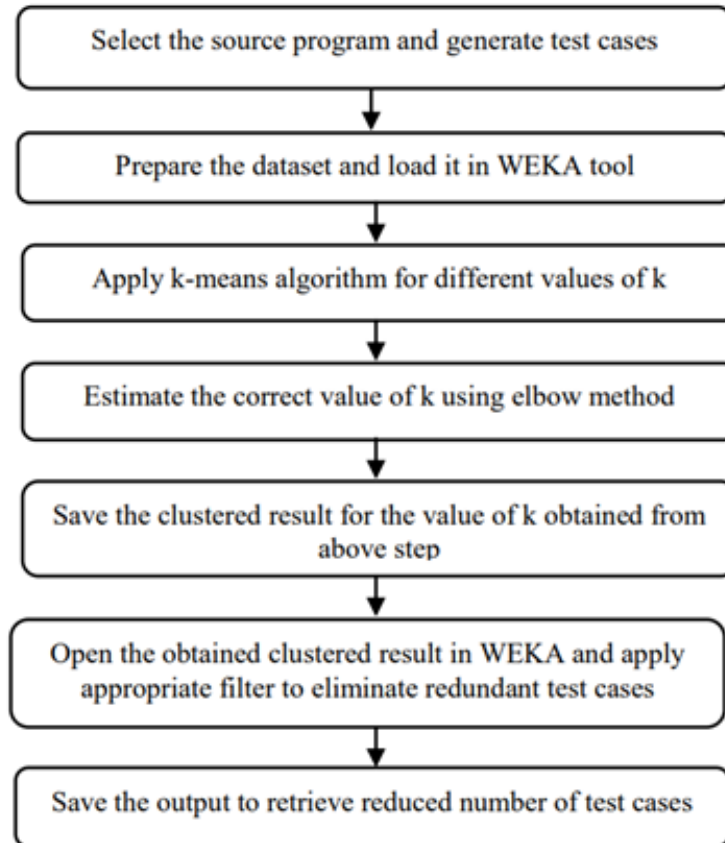 Select the source program and generate test cases
Prepare the dataset and load it in WEKA tool
Apply k-means algorithm for different values of k
Estimate the correct value of k using elbow method
Save the clustered result for the value of k obtained from
above step
Open the obtained clustered result in WEKA and apply
appropriate filter to eliminate redundant test cases
Save the output to retrieve reduced number of test cases